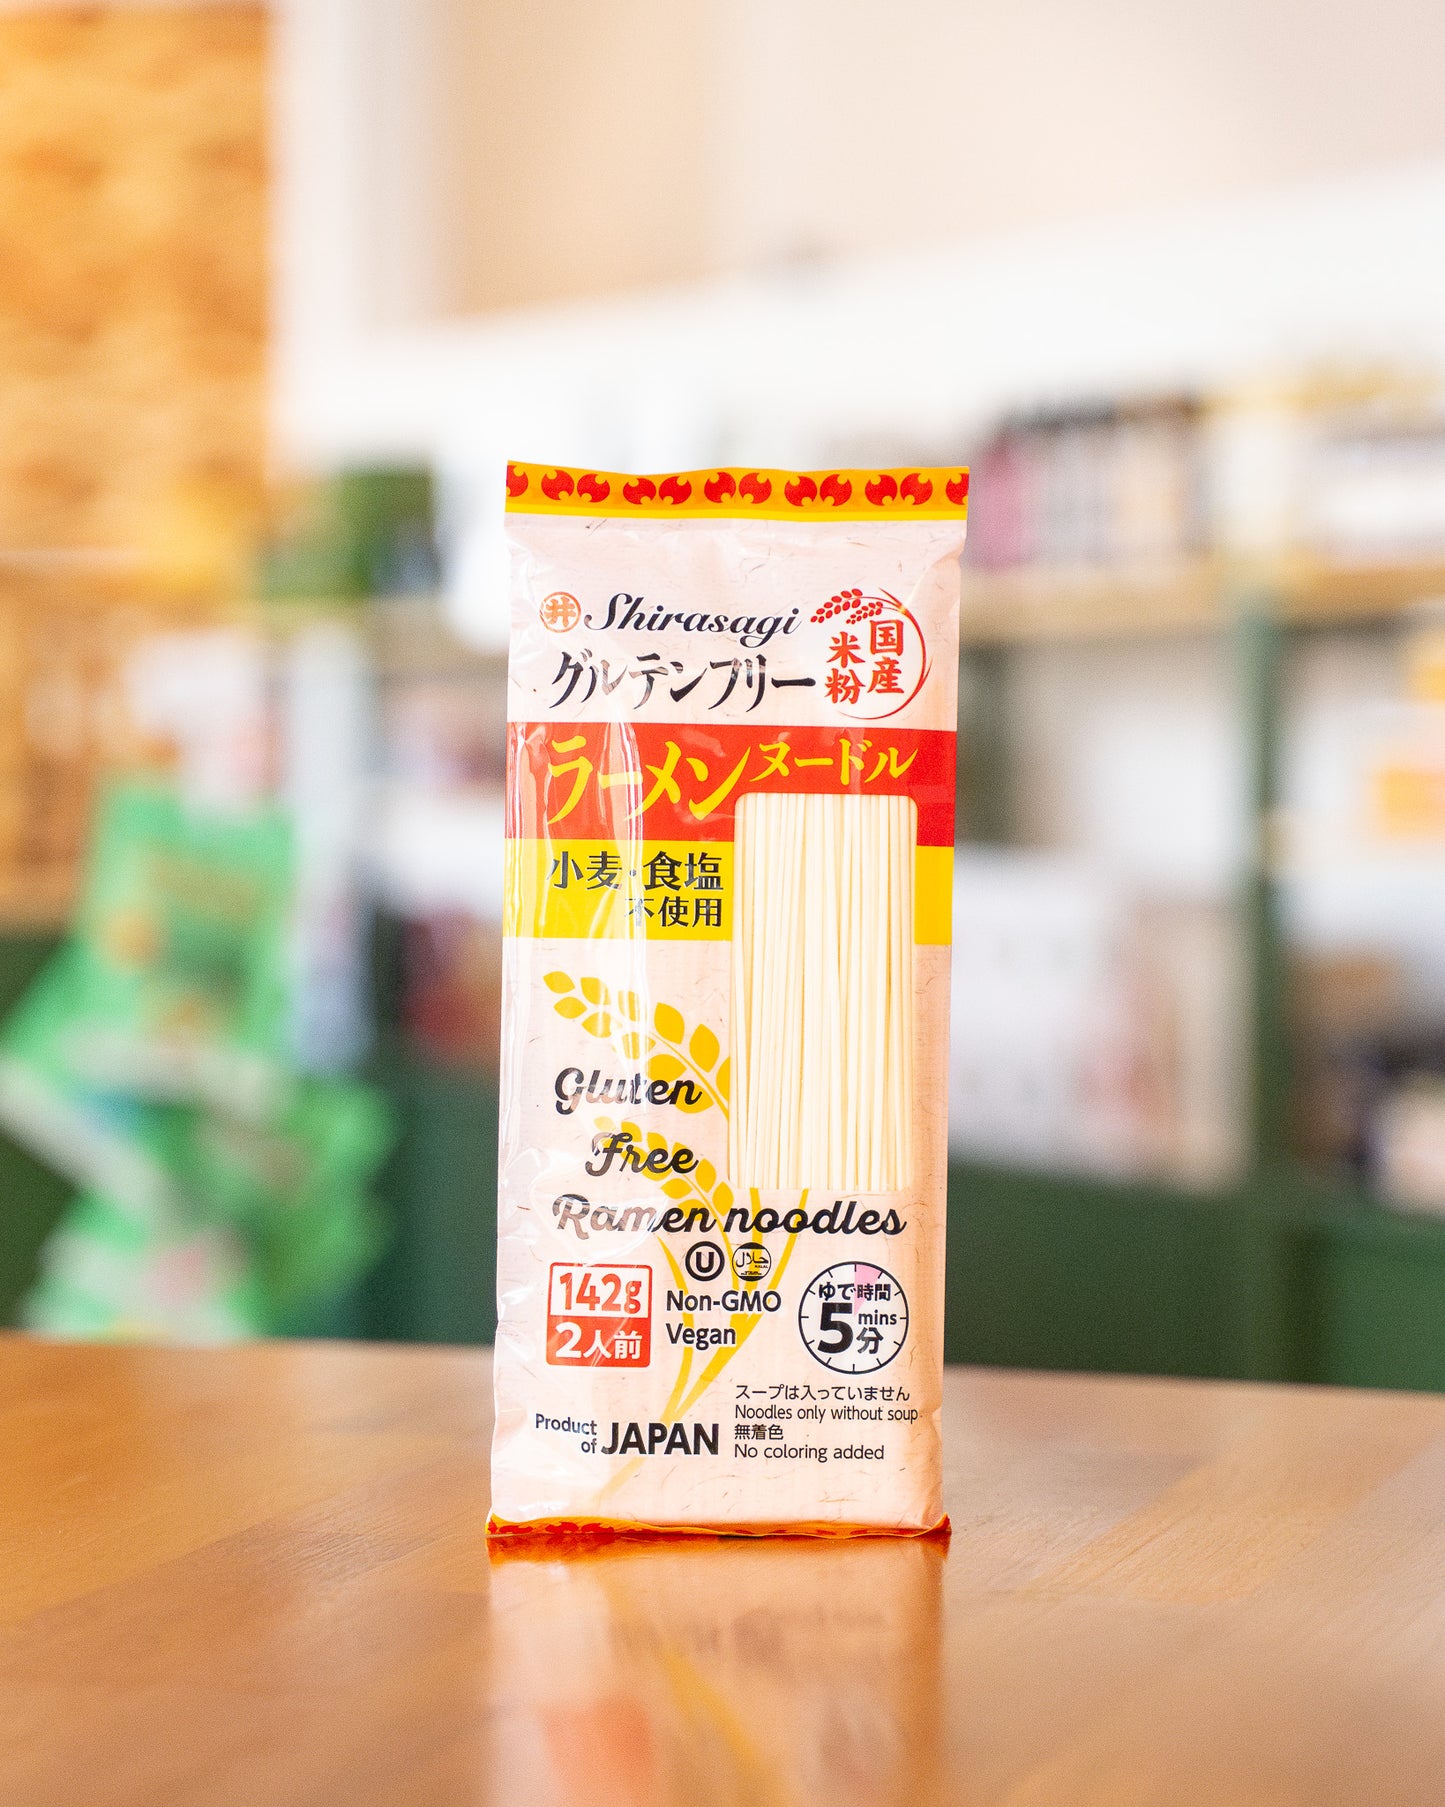 井 Shirasagi
グルテンフリー
国産
米粉
ラーメンヌードル
小麦・食塩
不使用
Gluten
Free
Ramen noodles
U حلال
HALAL
142g
2人前
Non-GMO
Vegan
ゆで時間
5 mins
分
スープは入っていません
Noodles only without soup
無着色
No coloring added
Product
of JAPAN